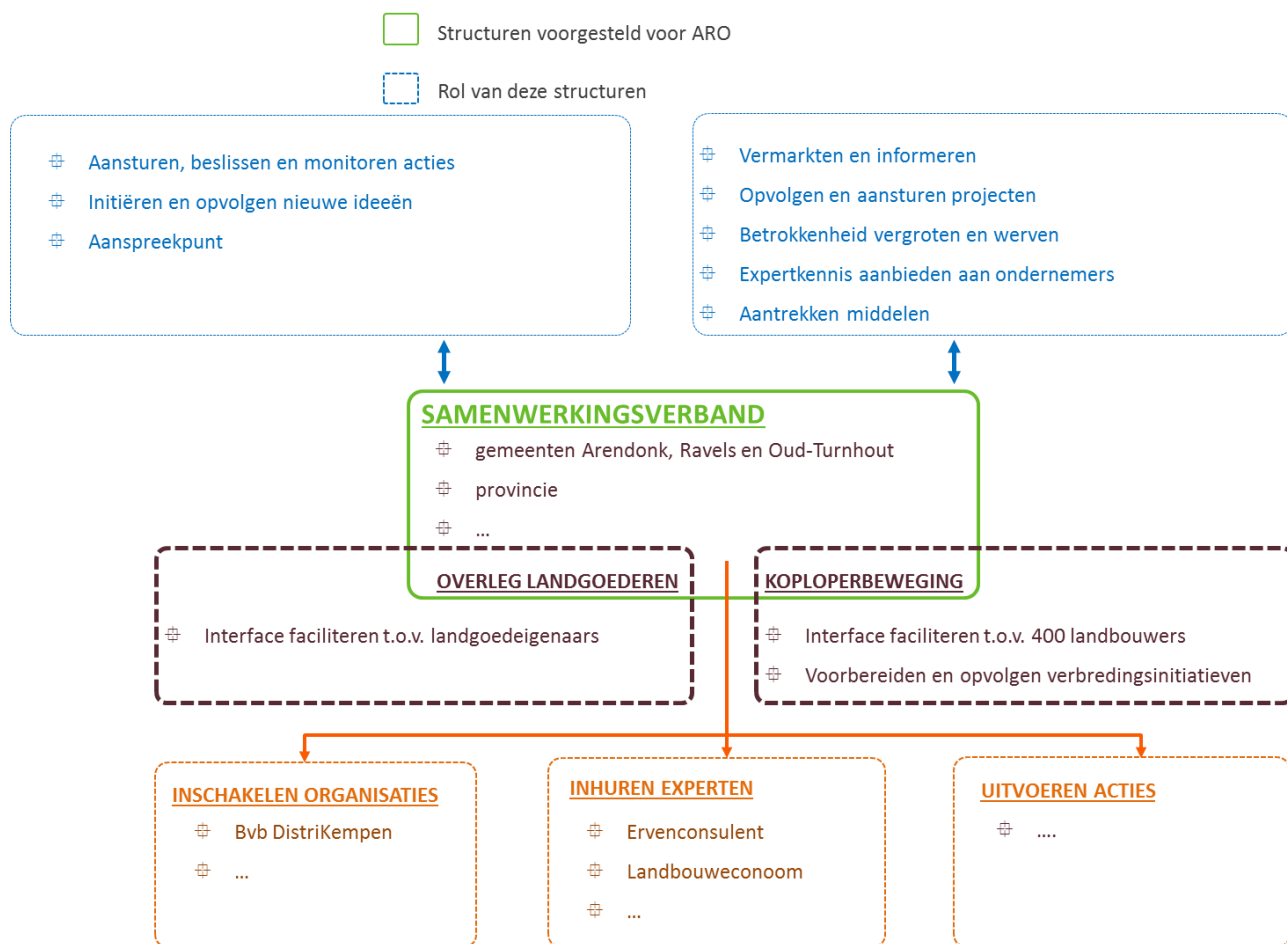 Structuren voorgesteld voor ARO
Rol van deze structuren
Aansturen, beslissen en monitoren acties
Initiëren en opvolgen nieuwe ideeën
Aanspreekpunt
Vermarkten en informeren
Opvolgen en aansturen projecten
Betrokkenheid vergroten en werven
Expertkennis aanbieden aan ondernemers
Aantrekken middelen
SAMENWERKINGSVERBAND
gemeenten Arendonk, Ravels en Oud-Turnhout
provincie
...
OVERLEG LANDGOEDEREN
Interface faciliteren t.o.v. landgoedeigenaars
KOPLOPERBEWEGING
Interface faciliteren t.o.v. 400 landbouwers
Voorbereiden en opvolgen verbredingsinitiatieven
INSCHAKELEN ORGANISATIES
Bvb DistriKempen
...
INHUREN EXPERTEN
Ervenconsulent
Landbouweconoom
...
UITVOEREN ACTIES
....